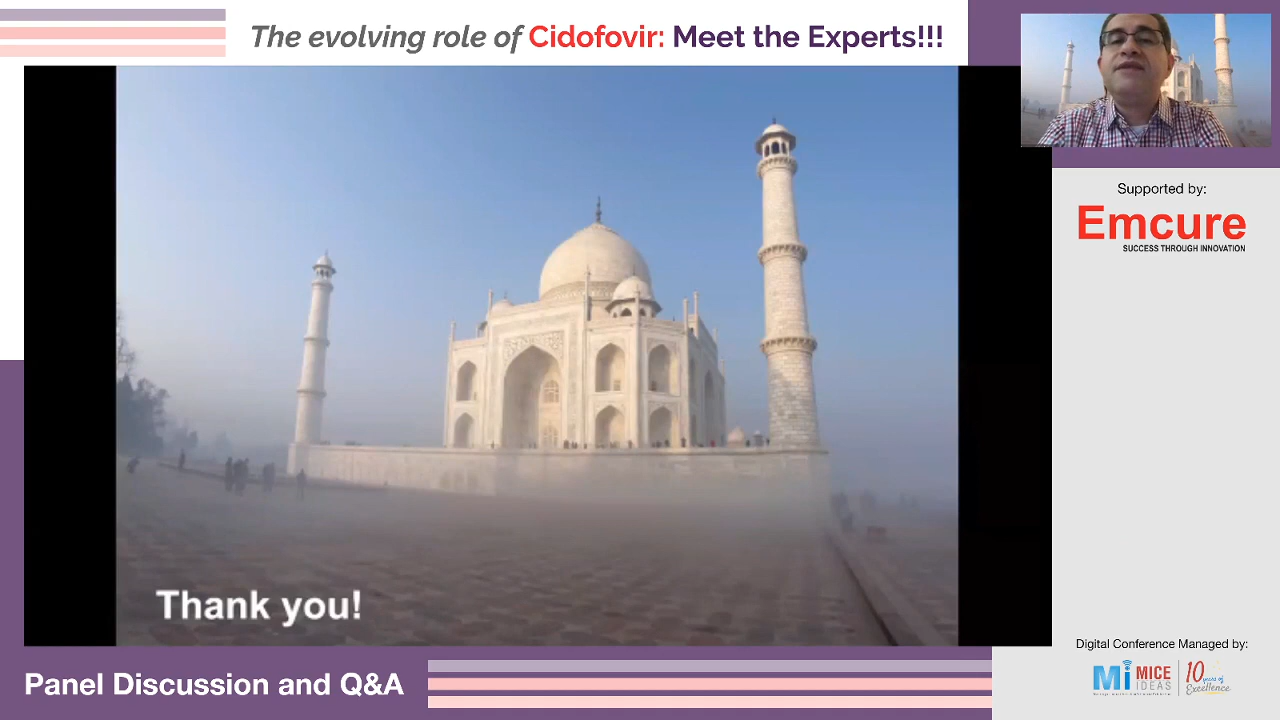 The evolving role of Cidofovir: Meet the Experts!!!
Supported by:
Emcure
SUCCESS THROUGH INNOVATION
Thank you!
Digital Conference Managed by:
Mi MICE IDEAS
10 years of Excellence
Panel Discussion and Q&A